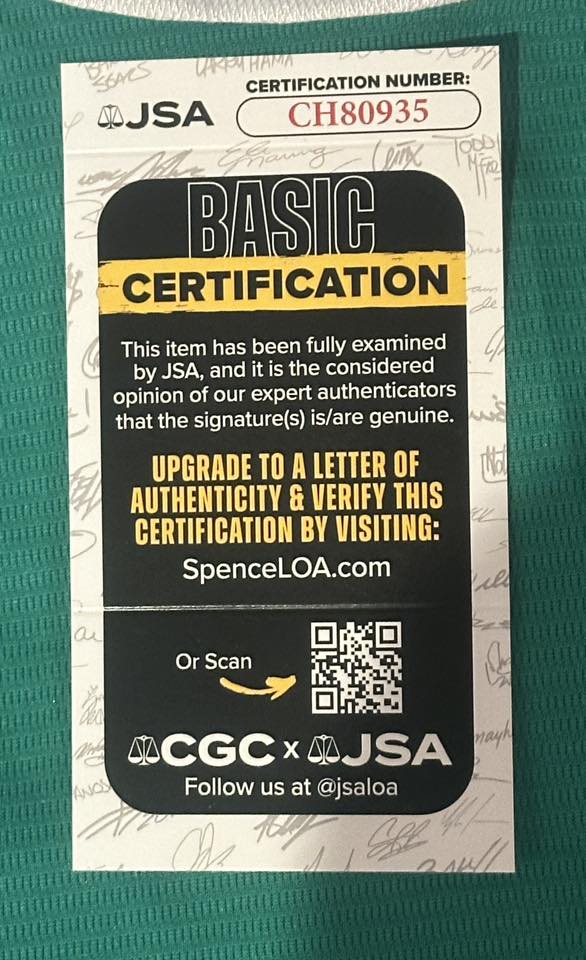 LARRY HAMA
JSA
CERTIFICATION NUMBER:
CH80935
BASIC
CERTIFICATION
This item has been fully examined
by JSA, and it is the considered
opinion of our expert authenticators
that the signature(s) is/are genuine.
UPGRADE TO A LETTER OF
AUTHENTICITY & VERIFY THIS
CERTIFICATION BY VISITING:
SpenceLOA.com
Or Scan
CGC x JSA
Follow us at @jsaloa